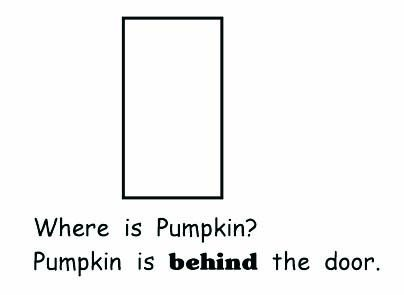 Where is Pumpkin?
Pumpkin is behind the door.